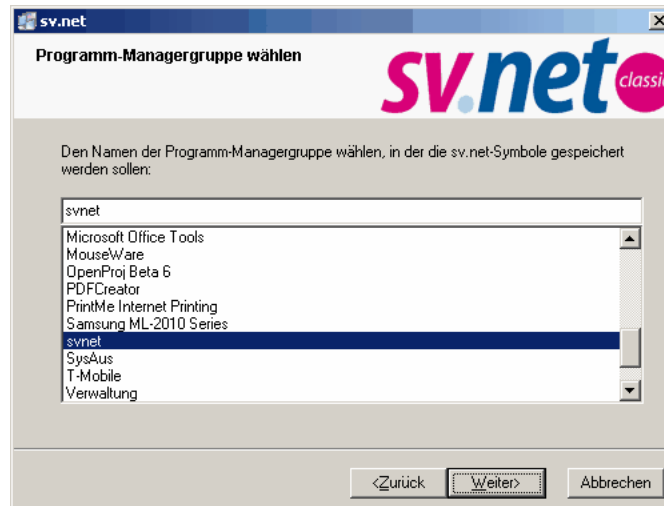 sv.net
Programm-Managergruppe wählen
sv.net classic
Den Namen der Programm-Managergruppe wählen, in der die sv.net-Symbole gespeichert
werden sollen:
svnet
Microsoft Office Tools
MouseWare
OpenProj Beta 6
PDFCreator
PrintMe Internet Printing
Samsung ML-2010 Series
svnet
SysAus
T-Mobile
Verwaltung
<Zurück Weiter> Abbrechen